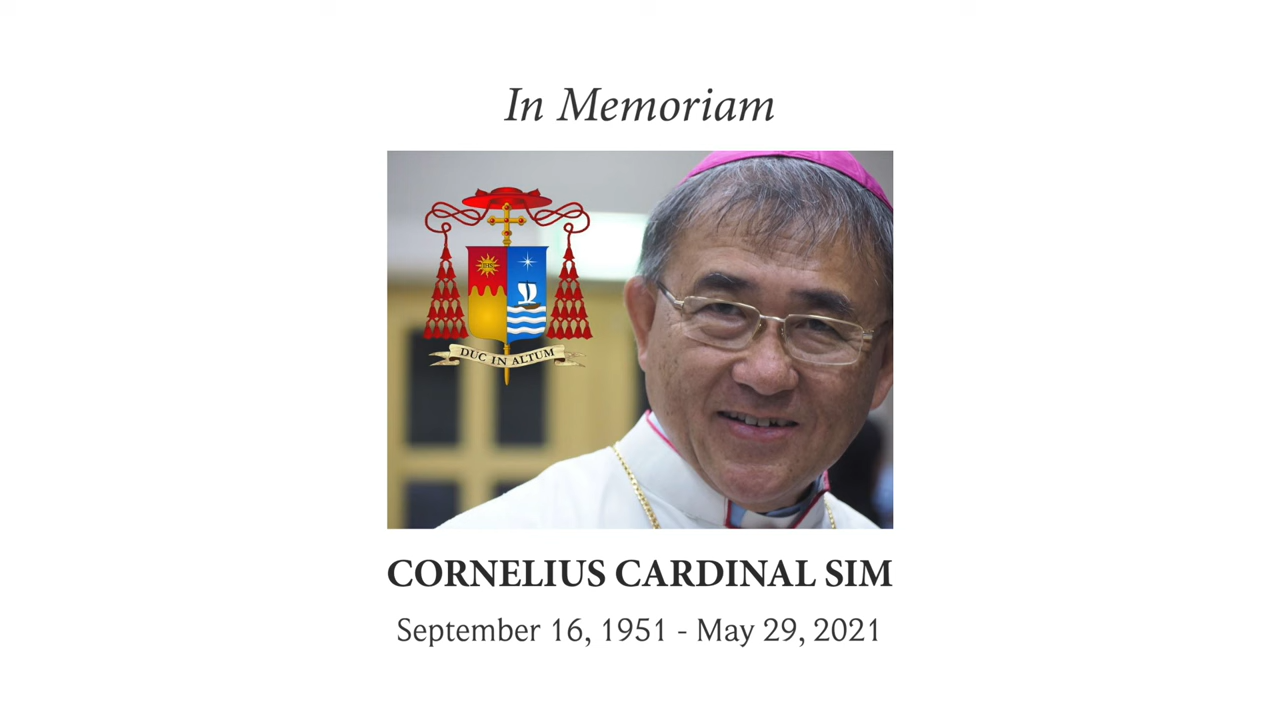 In Memoriam
DUC IN ALTUM
CORNELIUS CARDINAL SIM
September 16, 1951 - May 29, 2021